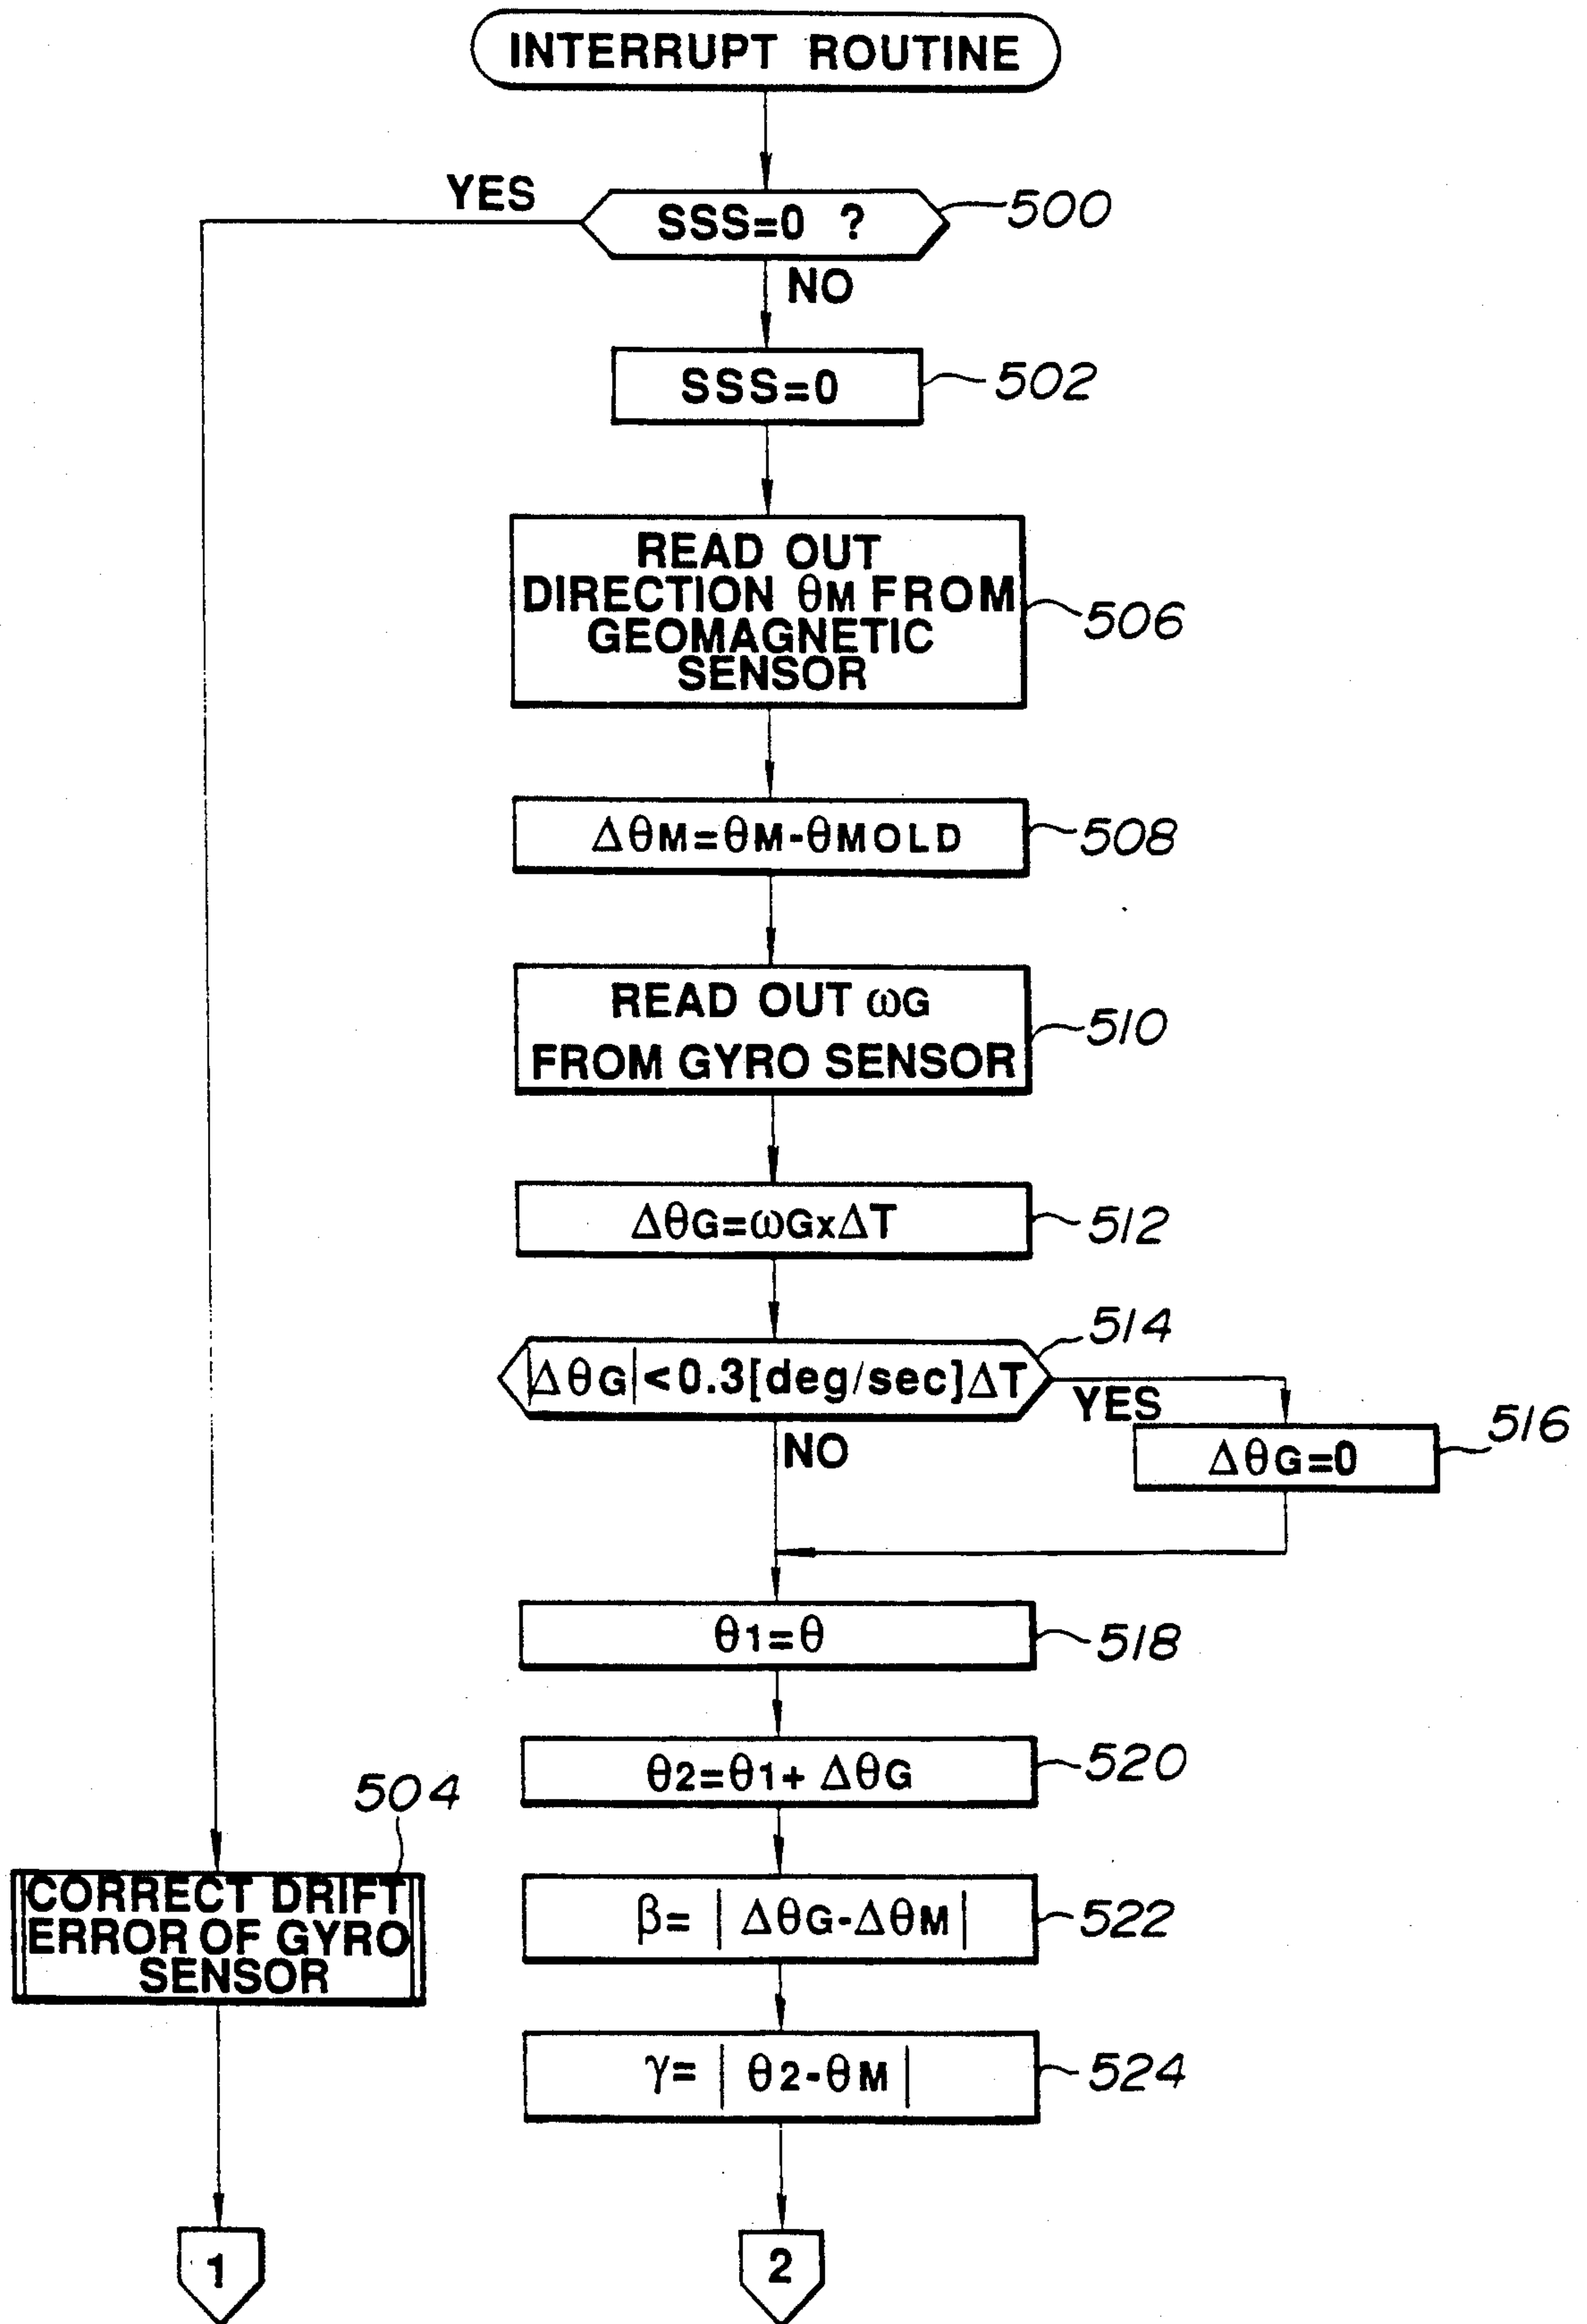 INTERRUPT ROUTINE
YES
SSS=0 ?
500
NO
SSS=0
502
READ OUT
DIRECTION θM FROM
GEOMAGNETIC
SENSOR
506
ΔθM=θM-θMOLD
508
READ OUT ωG
FROM GYRO SENSOR
510
ΔθG=ωGxΔT
512
514
|ΔθG|<0.3[deg/sec]ΔT
YES
NO
516
ΔθG=0
θ1=θ
518
θ2=θ1+ ΔθG
520
504
CORRECT DRIFT
ERROR OF GYRO
SENSOR
β= | ΔθG-ΔθM |
522
γ= | θ2-θM |
524
1
2